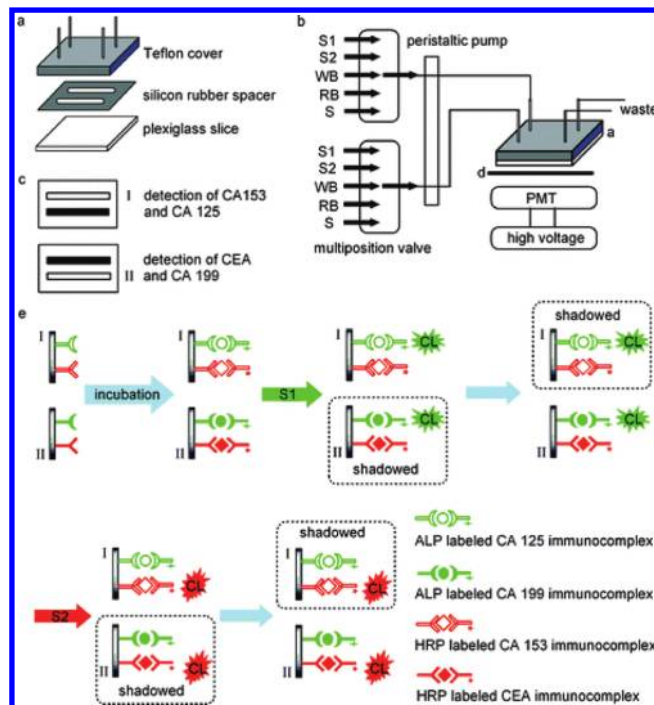 a
Teflon cover
silicon rubber spacer
plexiglass slice
b
S1
S2
WB
RB
S
peristaltic pump
S1
S2
WB
RB
S
multiposition valve
waste
a
d
PMT
high voltage
c
I detection of CA153
and CA 125
detection of CEA
II and CA 199
e
I
II
incubation
I
II
S1
I
CL
II
CL
shadowed
shadowed
I
CL
II
CL
S2
I
CL
II
CL
shadowed
shadowed
I
CL
II
CL
ALP labeled CA 125 immunocomplex
ALP labeled CA 199 immunocomplex
HRP labeled CA 153 immunocomplex
HRP labeled CEA immunocomplex